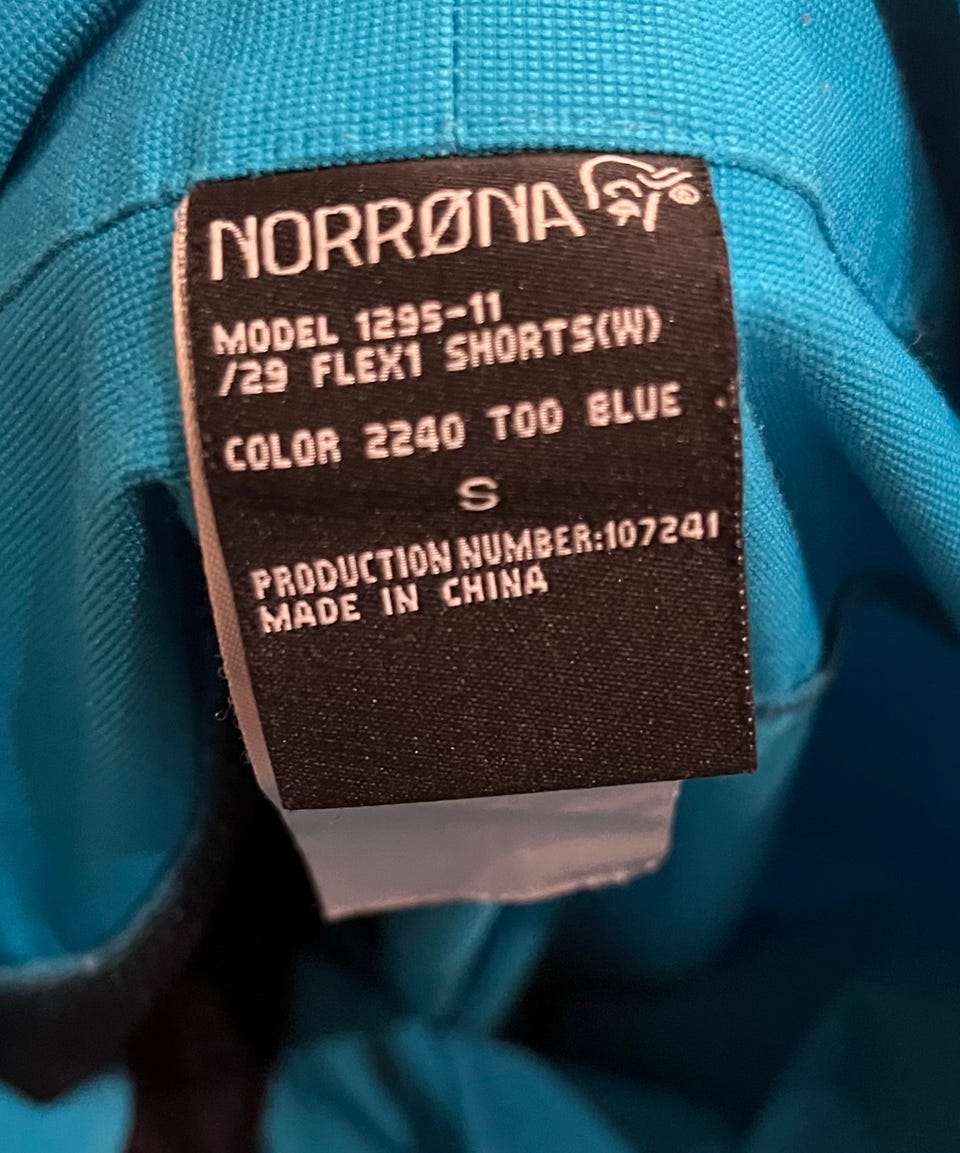 NORRØNA
MODEL 1295-11
/29 FLEX1 SHORTS(W)
COLOR 2240 TOO BLUE
S
PRODUCTION NUMBER:107241
MADE IN CHINA